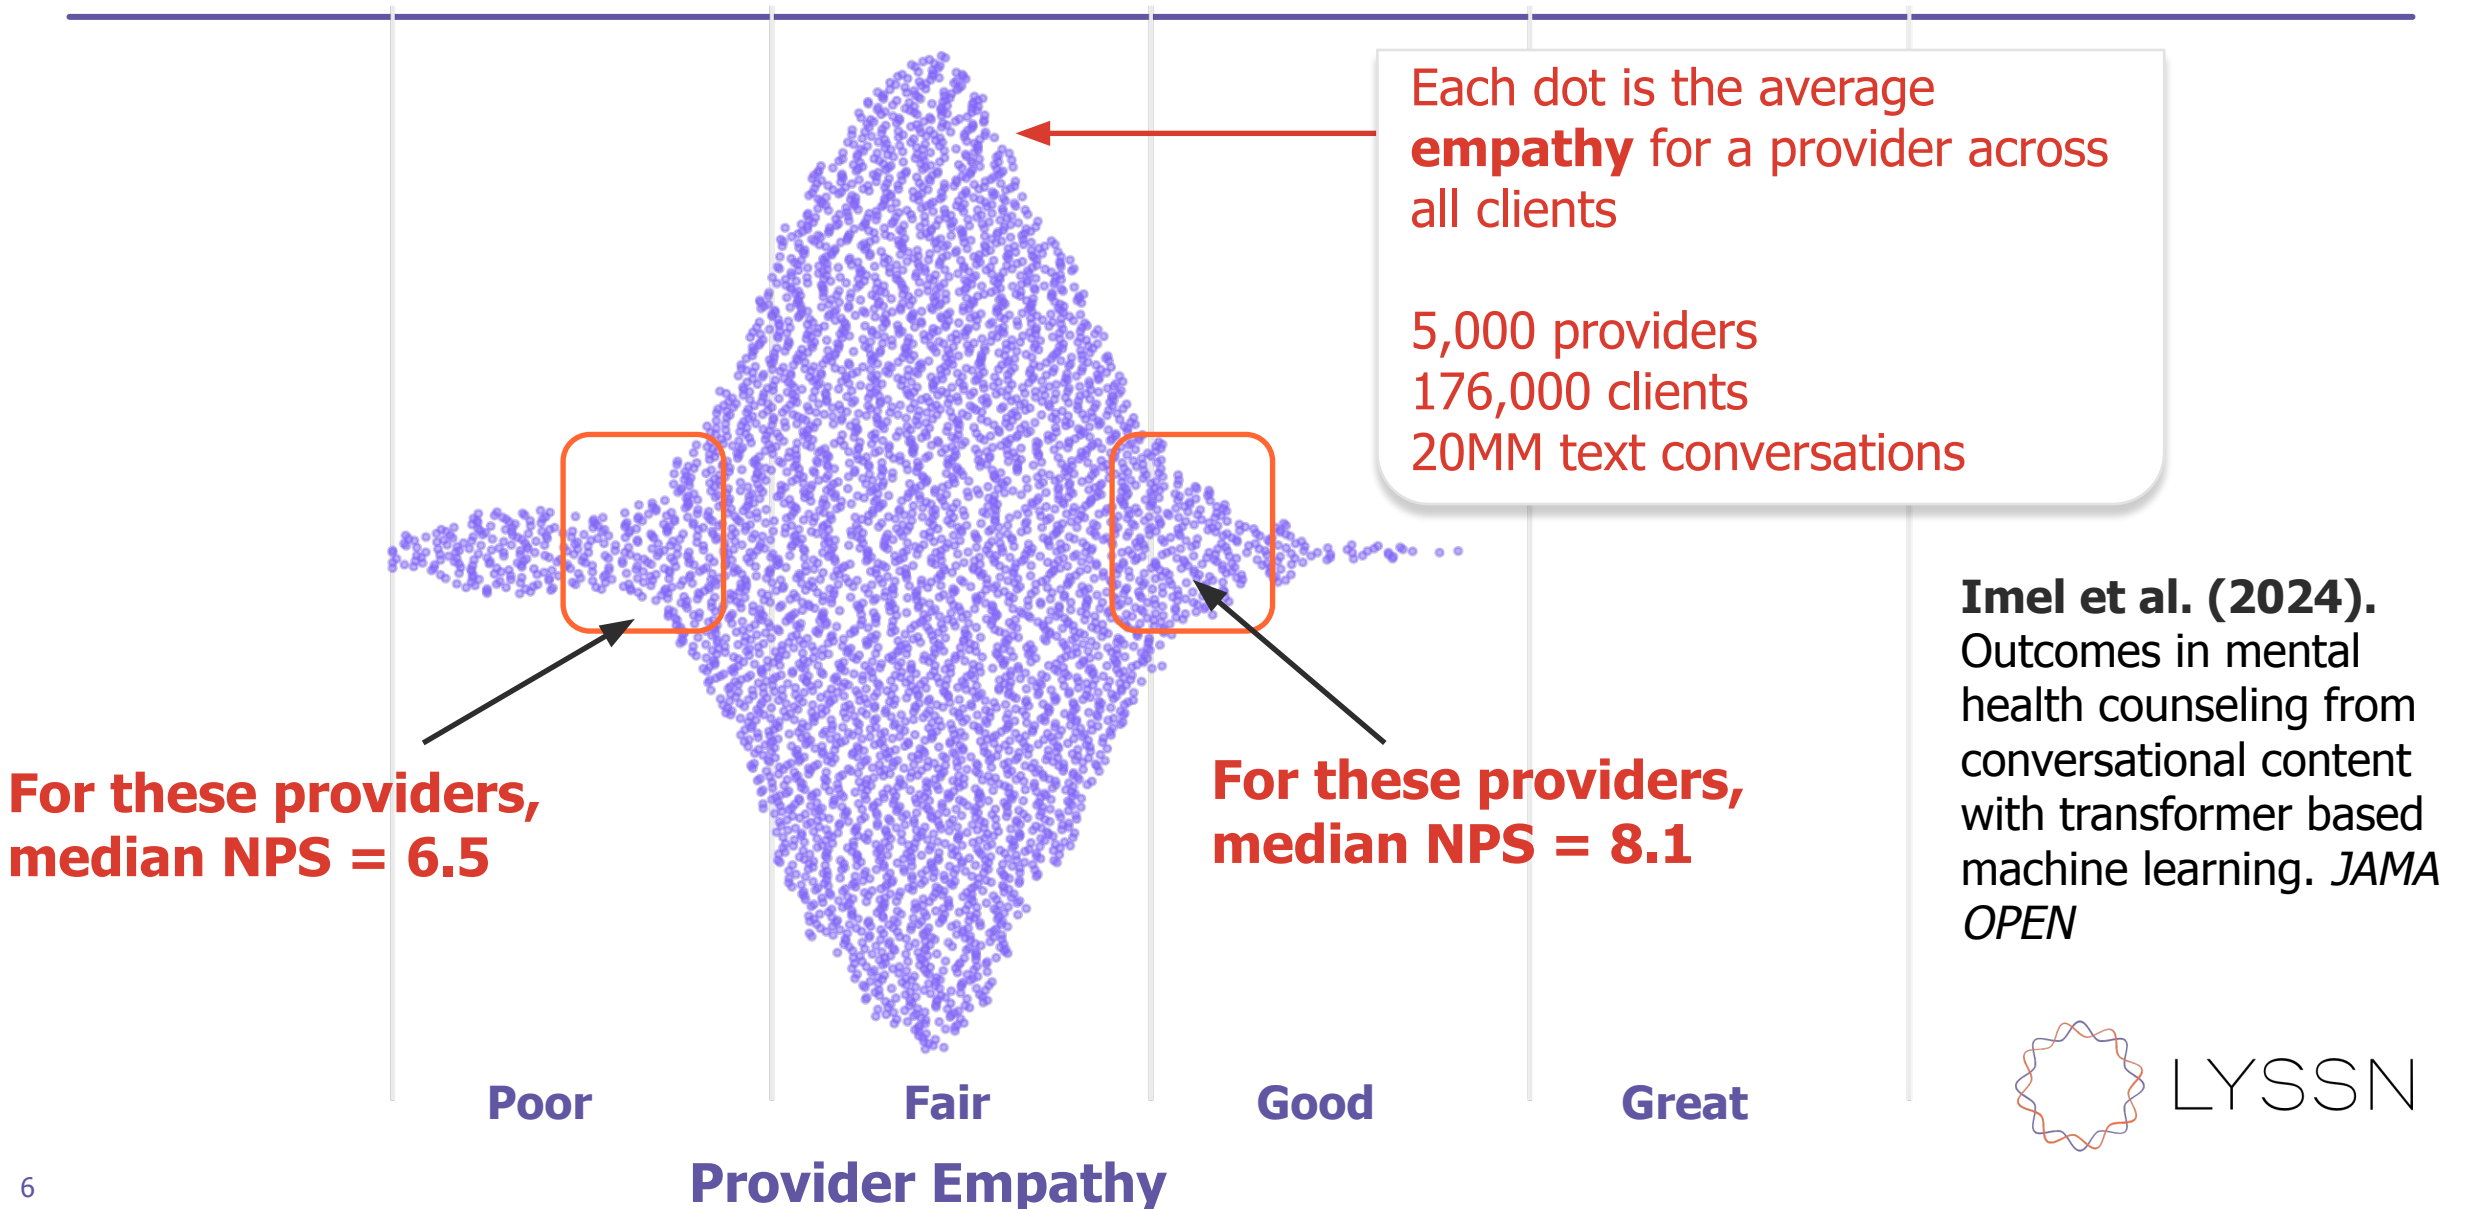 Each dot is the average
empathy for a provider across
all clients
5,000 providers
176,000 clients
20MM text conversations
For these providers,
median NPS = 6.5
For these providers,
median NPS = 8.1
Imel et al. (2024).
Outcomes in mental
health counseling from
conversational content
with transformer based
machine learning. JAMA
OPEN
Poor
Fair
Good
Great
Provider Empathy
LYSSN
6